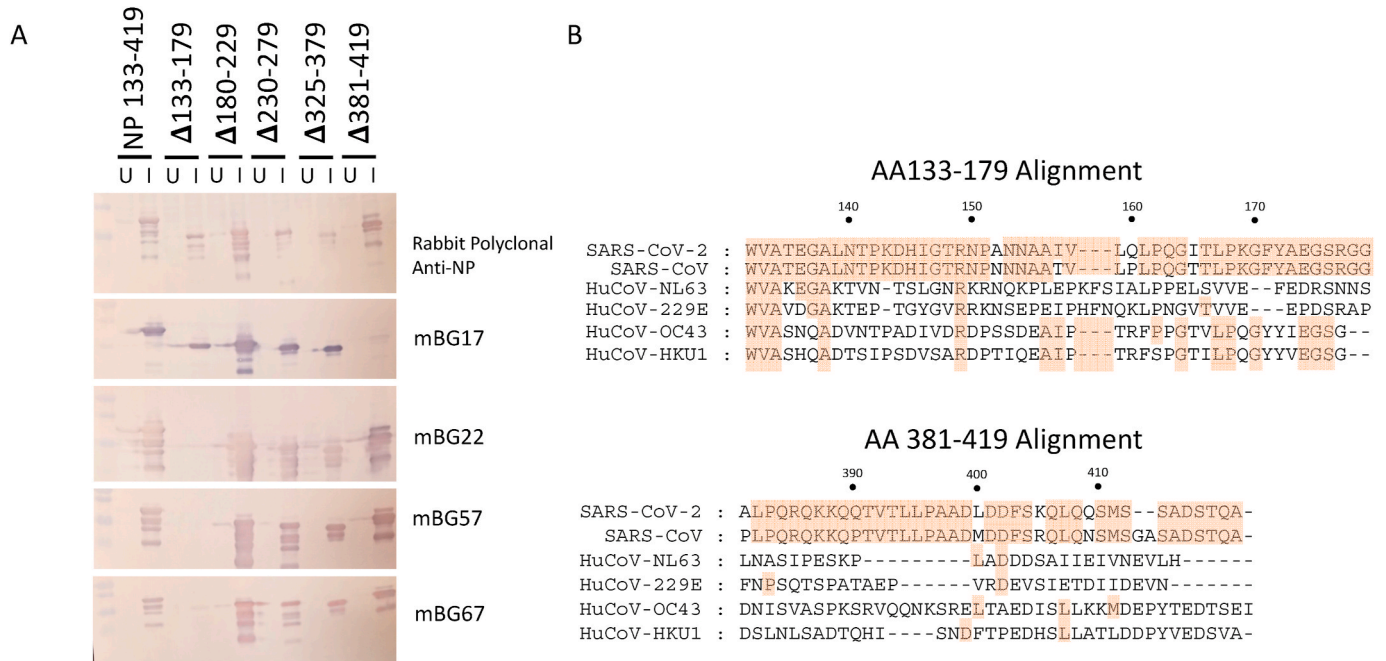 A
B
NP 133-419
Δ133-179
Δ180-229
Δ230-279
Δ325-379
Δ381-419
U I U I U I U I U I U I
Rabbit Polyclonal
Anti-NP
mBG17
mBG22
mBG57
mBG67
AA133-179 Alignment
140 150 160 170
SARS-CoV-2 : WVATEGALNTPKDHIGTRNPANNAAIV---LQLPQGITLPKGFYAEGSRGG
SARS-CoV : WVATEGALNTPKDHIGTRNPNNNAATV---LPLPQGTTLPKGFYAEGSRGG
HuCoV-NL63 : WVAKEGAKTVN-TSLGNRKRNQKPLEPKFSIALPPELSVVE--FEDRSNNS
HuCoV-229E : WVAVDGAKTEP-TGYGVRRKNSEPEIPHFNQKLPNGVTVVE--EPDSRAP
HuCoV-OC43 : WVASNQADVNTPADIVDRDPSSDEAIP---TRFPPGTVLPQGYYIEGSG--
HuCoV-HKU1 : WVASHQADTSIPSDVSARDPTIQEAIP---TRFSPGTILPQGYYVEGSG--
AA 381-419 Alignment
390 400 410
SARS-CoV-2 : ALPQRQKKQQTVTLLPAADLDDFSKQLQQSMS--SADSTQA-
SARS-CoV : PLPQRQKKQPTVTLLPAADMDDFSRQLQNSMSGASADSTQA-
HuCoV-NL63 : LNASIPESKP---------LADDDSAIIEIVNEVLH------
HuCoV-229E : FNPSQTSPATAEP------VRDEVSIETDIIDEVN-------
HuCoV-OC43 : DNISVASPKSRVQQNKSRELTAEDISLLKKMDEPYTEDTSEI
HuCoV-HKU1 : DSLNLSADTQHI----SNDFTPEDHSLLATLDDPYVEDSVA-